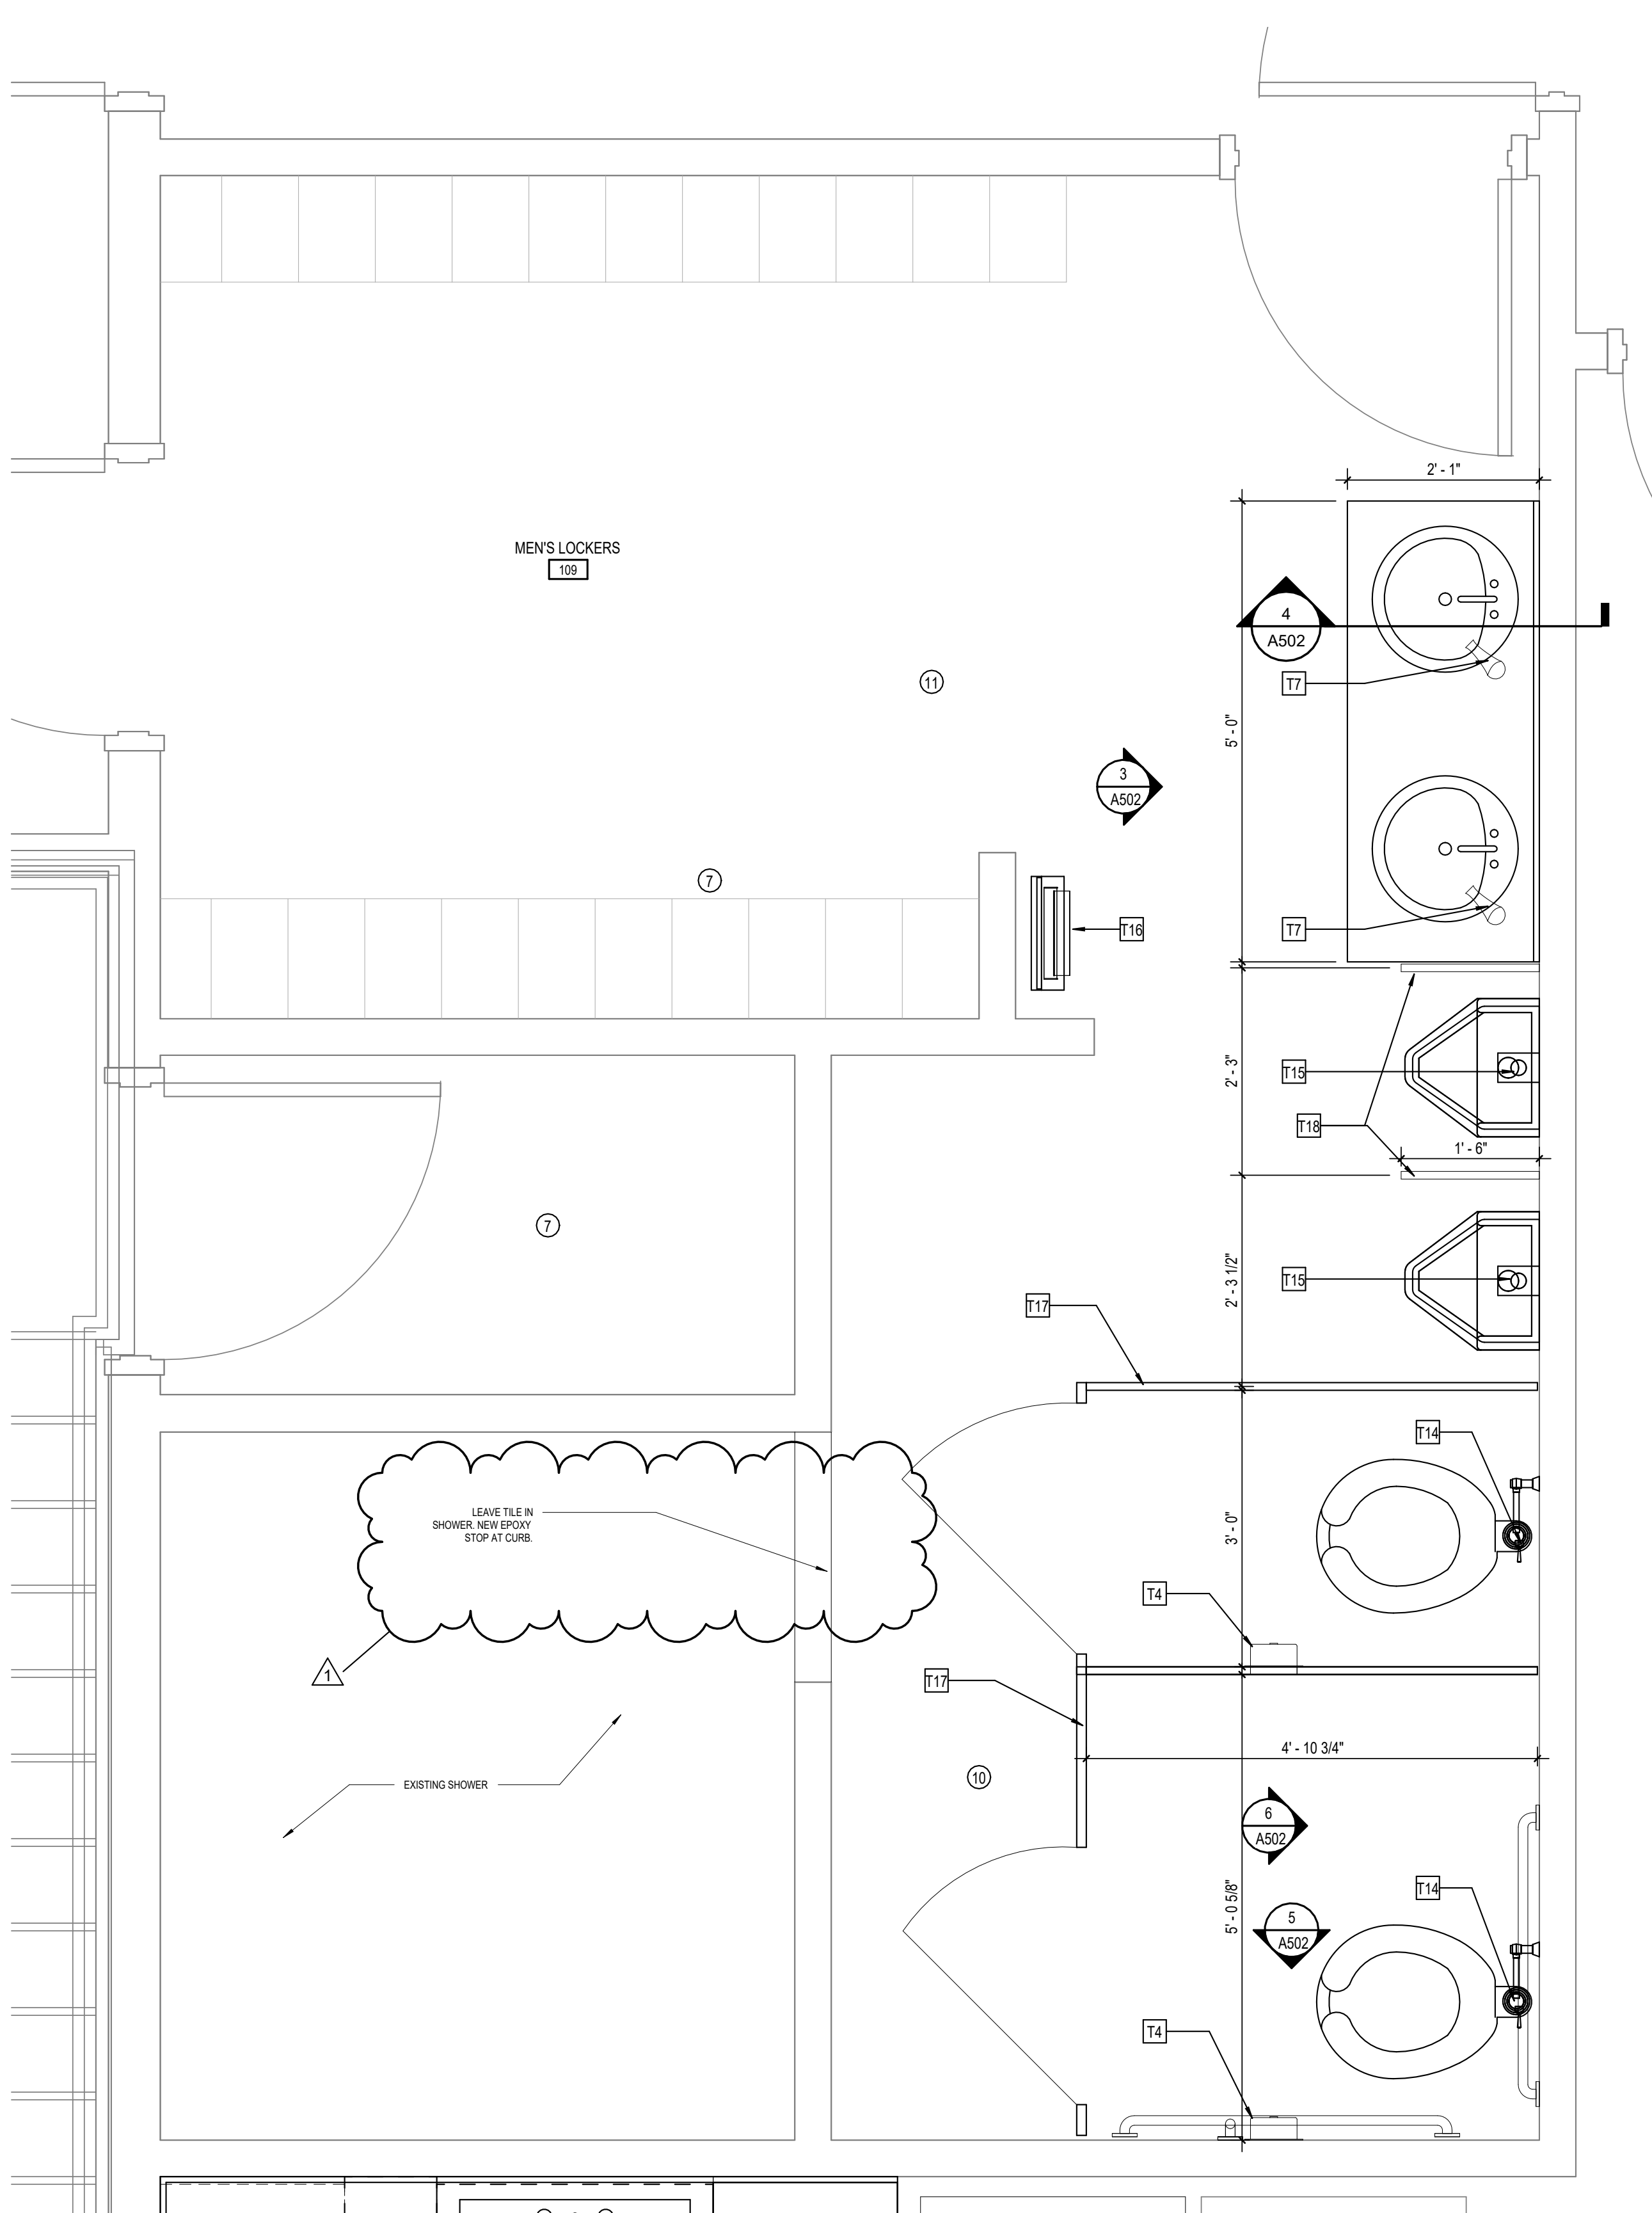 2' - 1"
MEN'S LOCKERS
109
4
A502
11
T7
5' - 0"
3
A502
7
T16
T7
2' - 3"
T15
T18
1' - 6"
7
2' - 3 1/2"
T15
T17
T14
LEAVE TILE IN
SHOWER. NEW EPOXY
STOP AT CURB.
3' - 0"
T4
1
T17
4' - 10 3/4"
10
EXISTING SHOWER
6
A502
5' - 0 5/8"
T14
5
A502
T4